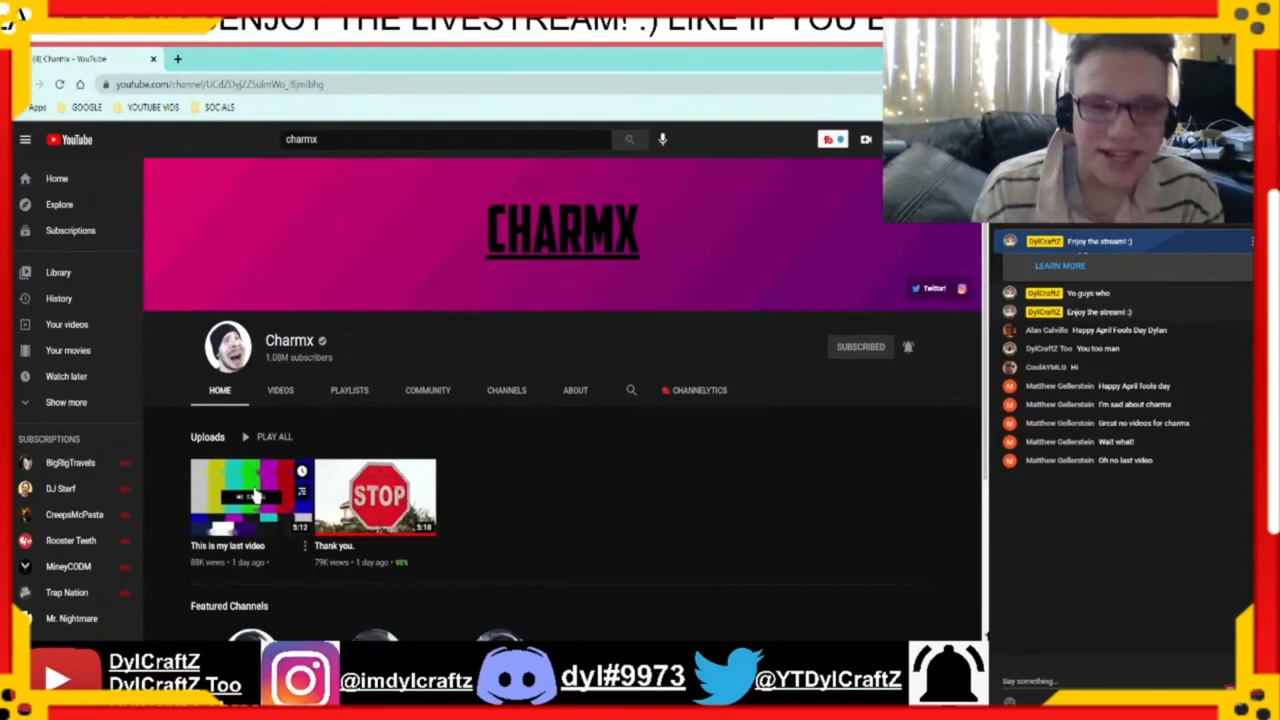 ENJOY THE LIVESTREAM! :) LIKE IF YOU E
(4) Charmx - YouTube
Apps GOOGLE YOUTUBE VIDS SOCIALS
YouTube
charmx
Home
Explore
Subscriptions
Library
History
Your videos
Your movies
Watch later
Show more
SUBSCRIPTIONS
BigRigTravels
DJ Sterf
CreepsMcPasta
Rooster Teeth
MineyCODM
Trap Nation
Mr. Nightmare
CHARMX
Twitter!
Charmx
1.08M subscribers
SUBSCRIBED
HOME VIDEOS PLAYLISTS COMMUNITY CHANNELS ABOUT CHANNELYTICS
Uploads PLAY ALL
5:12
STOP
5:18
This is my last video
88K views • 1 day ago •
Thank you.
79K views • 1 day ago • 98%
Featured Channels
DylCraftZ Enjoy the stream! :)
LEARN MORE
DylCraftZ Yo guys who
DylCraftZ Enjoy the stream! :)
Alan Calvillo Happy April Fools Day Dylan
DylCraftZ Too You too man
CoolAYMLG Hi
Matthew Gellerstein Happy April fools day
Matthew Gellerstein I'm sad about charmx
Matthew Gellerstein Great no videos for charmx
Matthew Gellerstein Wait what!
Matthew Gellerstein Oh no last video
Say something...
DylCraftZ
DylCraftZ Too
@imdylcraftz
dyl#9973
@YTDylCraftZ